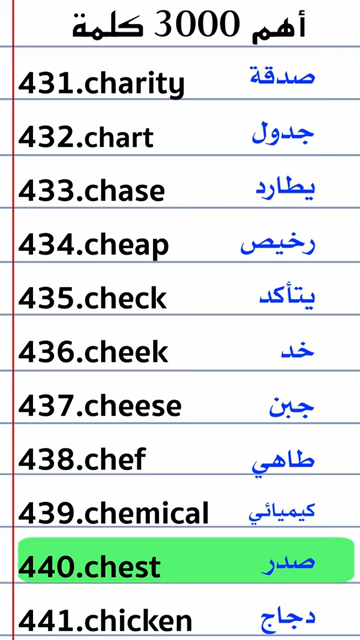 أهم 3000 كلمة
431.charity صدقة
432.chart جدول
433.chase يطارد
434.cheap رخيص
435.check يتأكد
436.cheek خد
437.cheese جبن
438.chef طاهي
439.chemical كيميائي
440.chest صدر
441.chicken دجاج